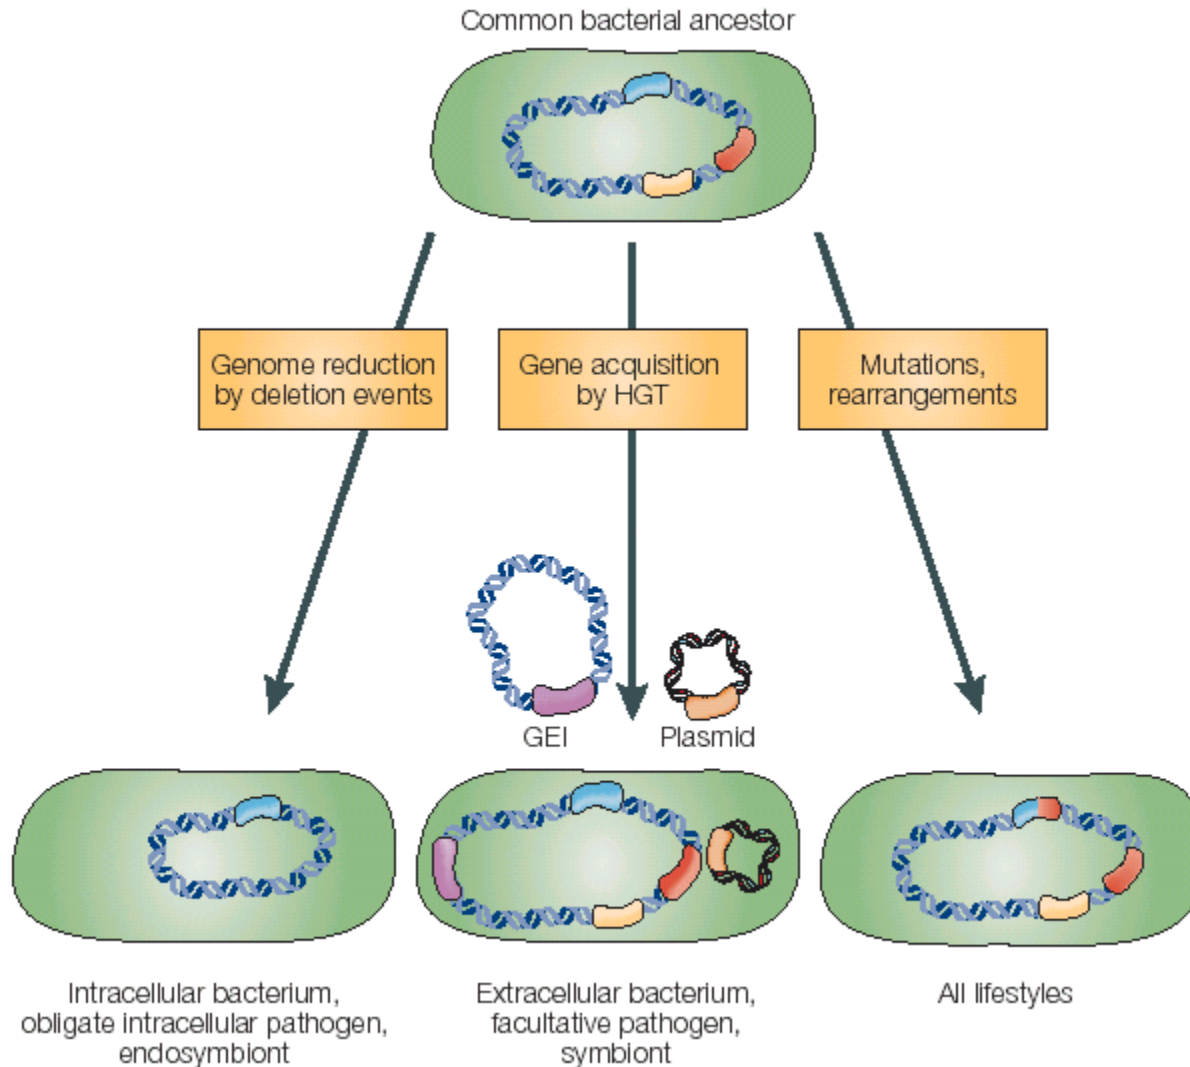 Common bacterial ancestor
Genome reduction
by deletion events
Gene acquisition
by HGT
Mutations,
rearrangements
GEI
Plasmid
Intracellular bacterium,
obligate intracellular pathogen,
endosymbiont
Extracellular bacterium,
facultative pathogen,
symbiont
All lifestyles